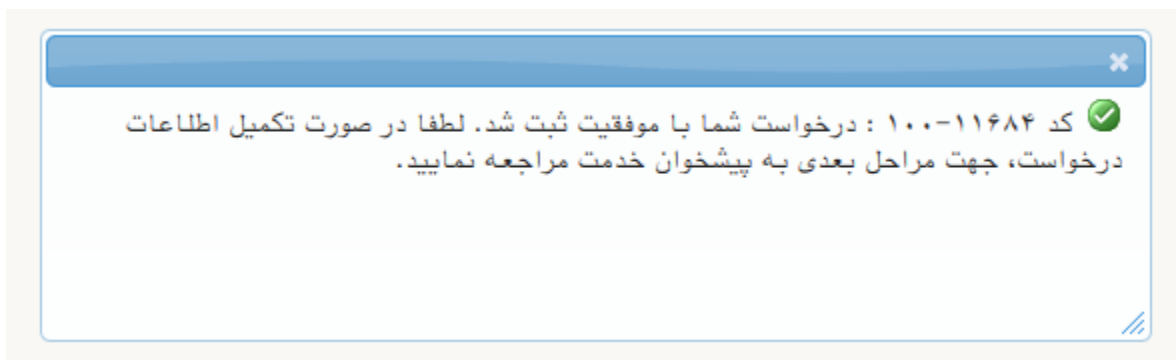 کد ۱۱۶۸۴-۱۰۰ : درخواست شما با موفقیت ثبت شد. لطفا در صورت تکمیل اطلاعات
درخواست، جهت مراحل بعدی به پیشخوان خدمت مراجعه نمایید.